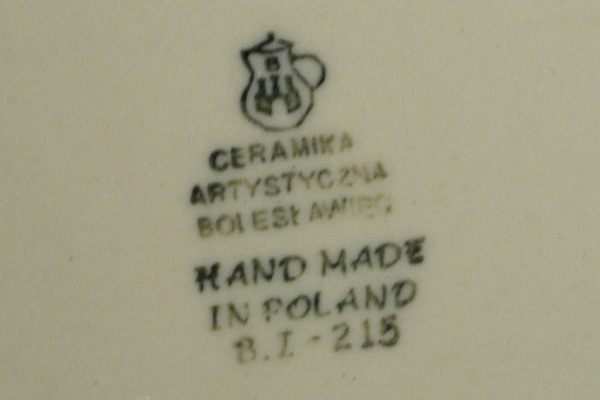 B
CERAMIKA
ARTYSTYCZNA
BOLESŁAWIEC
HAND MADE
IN POLAND
B.I-215